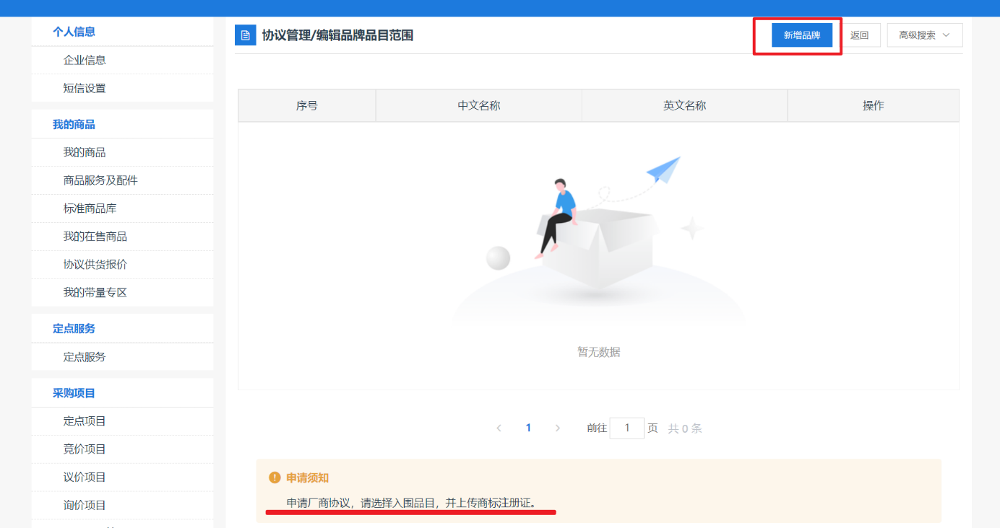 个人信息
企业信息
短信设置
我的商品
我的商品
商品服务及配件
标准商品库
我的在售商品
协议供货报价
我的带量专区
定点服务
定点服务
采购项目
定点项目
竞价项目
议价项目
询价项目
协议管理/编辑品牌品目范围
新增品牌 返回 高级搜索
序号 中文名称 英文名称 操作
暂无数据
1 前往 1 页 共 0 条
申请须知
申请厂商协议，请选择入围品目，并上传商标注册证。